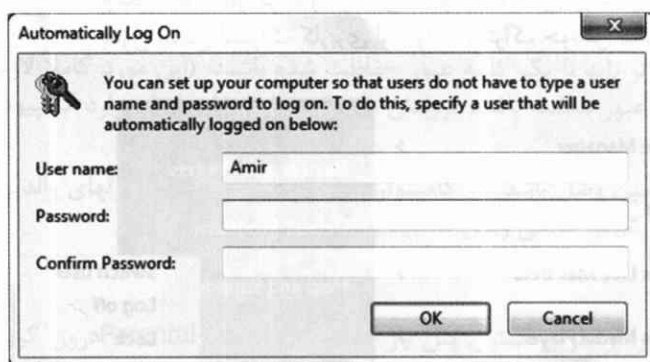 Automatically Log On
You can set up your computer so that users do not have to type a user
name and password to log on. To do this, specify a user that will be
automatically logged on below:
User name:
Amir
Password:
Confirm Password:
OK
Cancel
Log off